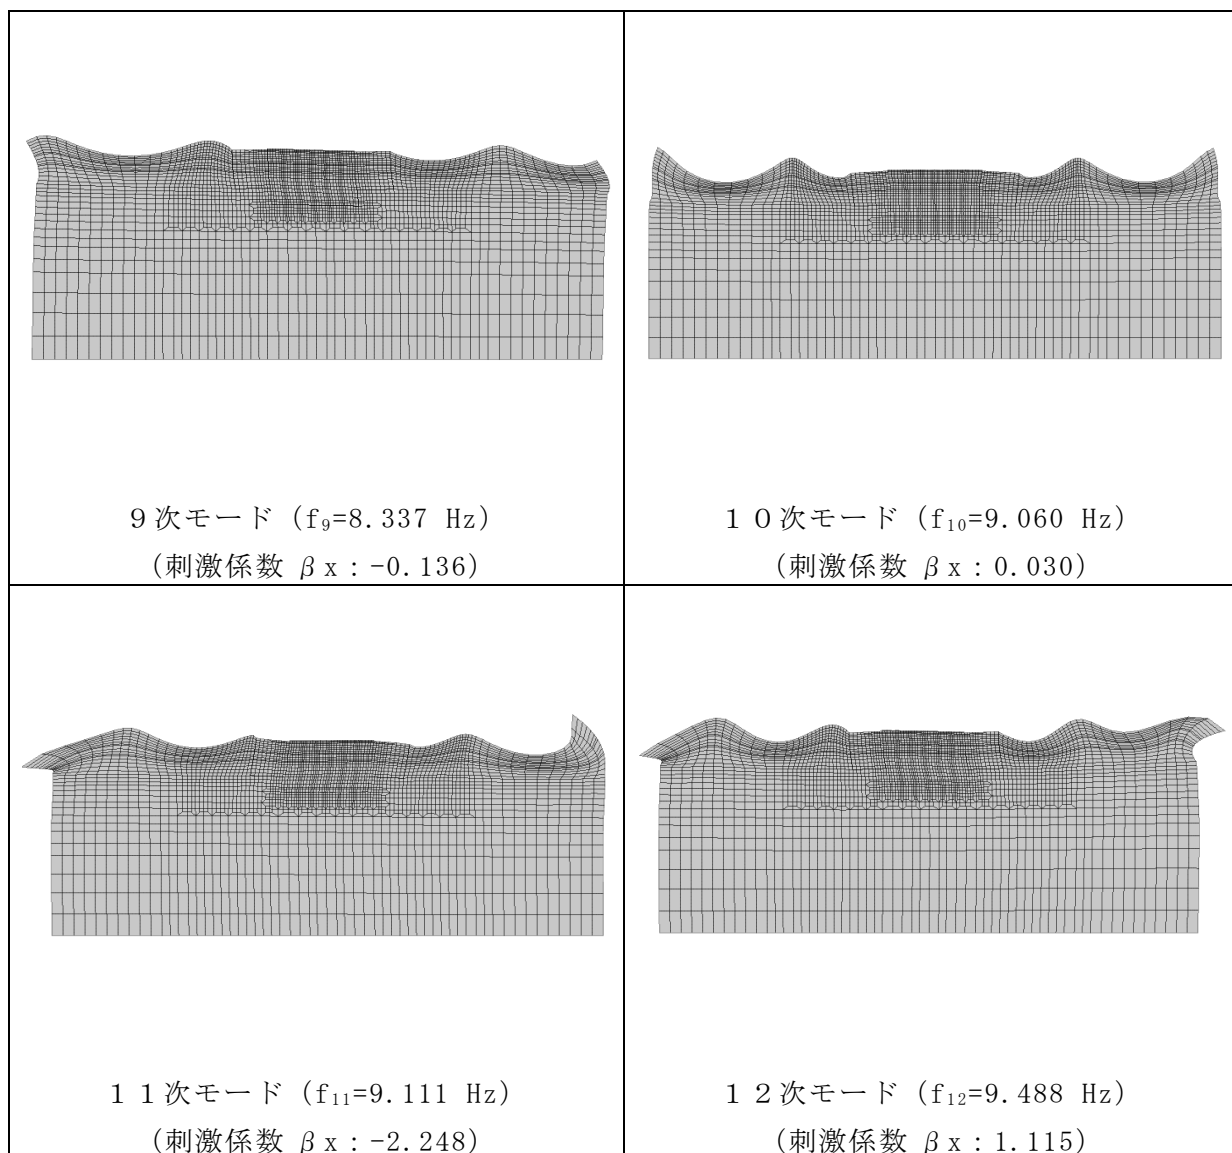 ９次モード (f₉=8.337 Hz)
(刺激係数 βx：-0.136)
１０次モード (f₁₀=9.060 Hz)
(刺激係数 βx：0.030)
１１次モード (f₁₁=9.111 Hz)
(刺激係数 βx：-2.248)
１２次モード (f₁₂=9.488 Hz)
(刺激係数 βx：1.115)